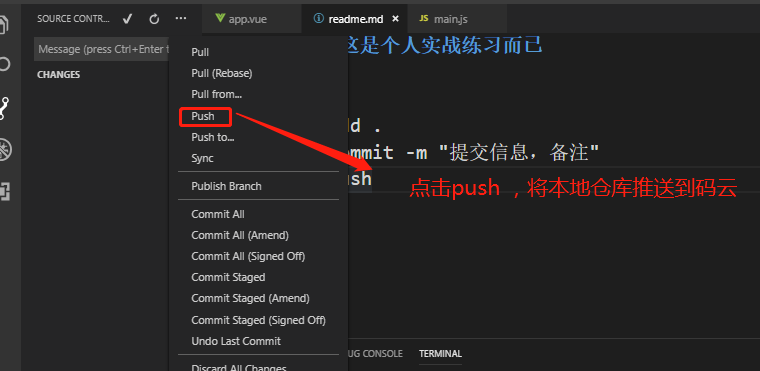 SOURCE CONTR...
app.vue
readme.md
JS main.js
Message (press Ctrl+Enter t
CHANGES
Pull
Pull (Rebase)
Pull from...
Push
Push to...
Sync
Publish Branch
Commit All
Commit All (Amend)
Commit All (Signed Off)
Commit Staged
Commit Staged (Amend)
Commit Staged (Signed Off)
Undo Last Commit
Discard All Changes
这是个人实战练习而已
dd .
ommit -m "提交信息，备注"
ush
点击push ，将本地仓库推送到码云
UG CONSOLE
TERMINAL